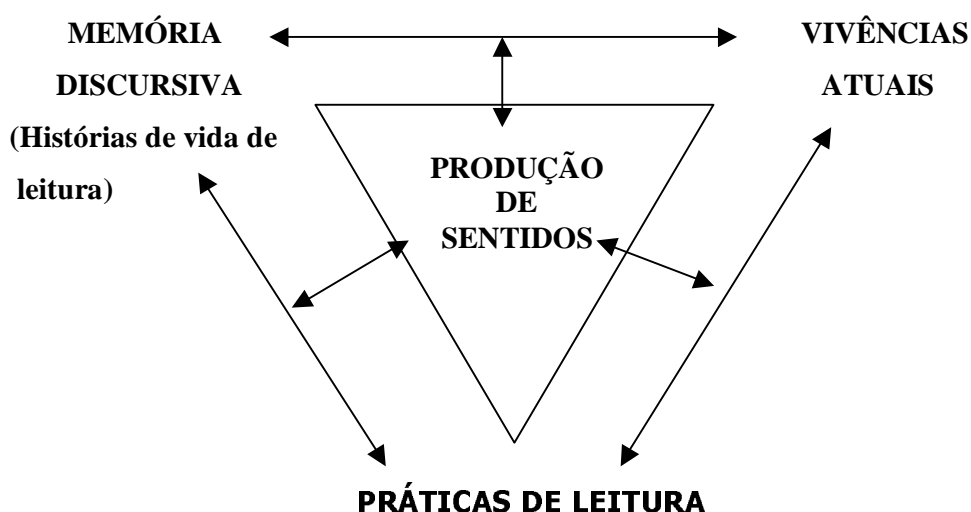 MEMÓRIA
DISCURSIVA
(Histórias de vida de
leitura)
VIVÊNCIAS
ATUAIS
PRODUÇÃO
DE
SENTIDOS
PRÁTICAS DE LEITURA